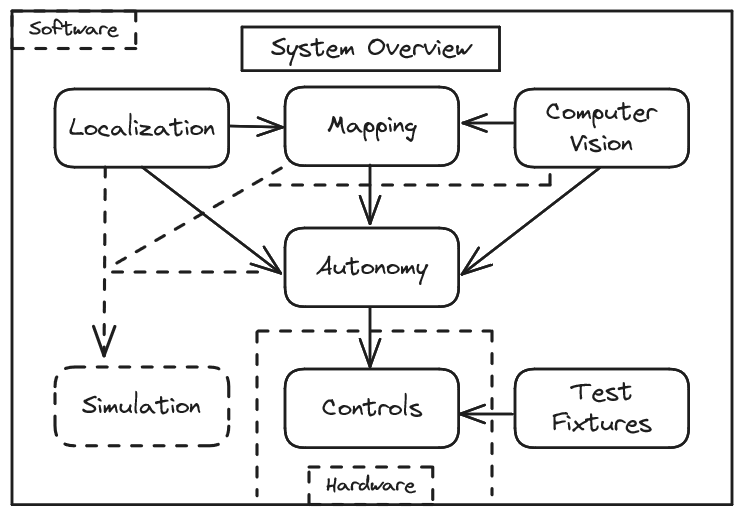 Software
System Overview
Localization
Mapping
Computer
Vision
Autonomy
Simulation
Controls
Test
Fixtures
Hardware